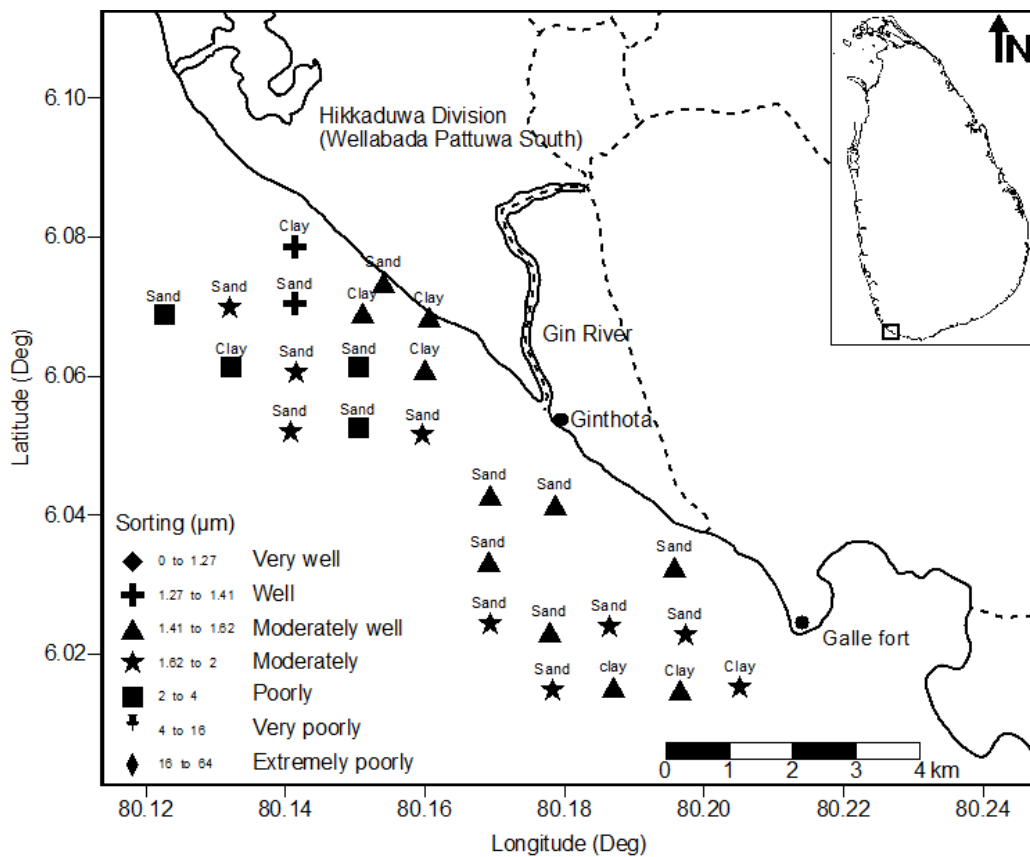 N
6.10
Hikkaduwa Division
(Wellabada Pattuwa South)
Clay
6.08
Sand
Sand
Sand
Sand
Clay
Clay
Gin River
Clay
Sand
Sand
Clay
6.06
Sand
Sand
Sand
Ginthota
Latitude (Deg)
Sand
Sand
6.04
Sorting (µm)
Sand
Sand
0 to 1.27 Very well
1.27 to 1.41 Well
Sand
Sand
Sand
Sand
1.41 to 1.62 Moderately well
Galle fort
6.02
1.62 to 2 Moderately
Sand
clay
Clay
Clay
2 to 4 Poorly
4 to 16 Very poorly
16 to 64 Extremely poorly
0 1 2 3 4 km
80.12 80.14 80.16 80.18 80.20 80.22 80.24
Longitude (Deg)